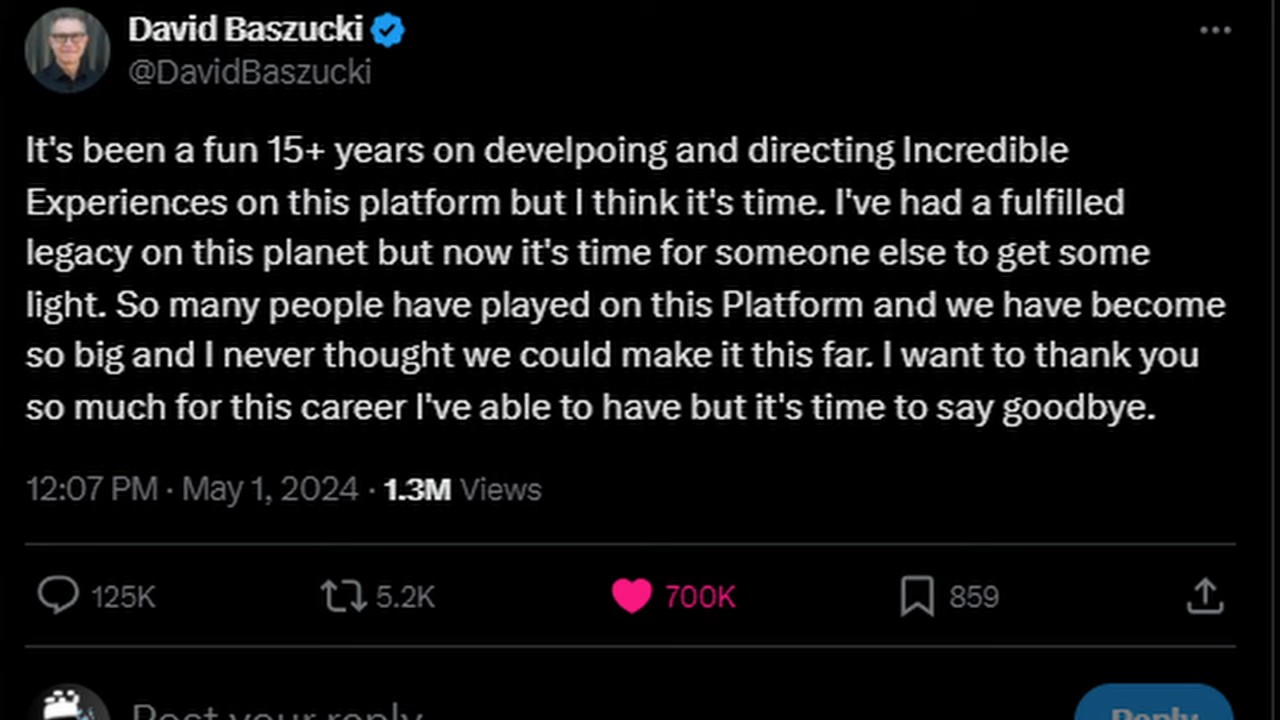 David Baszucki
@DavidBaszucki
It's been a fun 15+ years on develpoing and directing Incredible
Experiences on this platform but I think it's time. I've had a fulfilled
legacy on this planet but now it's time for someone else to get some
light. So many people have played on this Platform and we have become
so big and I never thought we could make it this far. I want to thank you
so much for this career I've able to have but it's time to say goodbye.
12:07 PM · May 1, 2024 · 1.3M Views
125K 5.2K 700K 859
Post your reply Reply